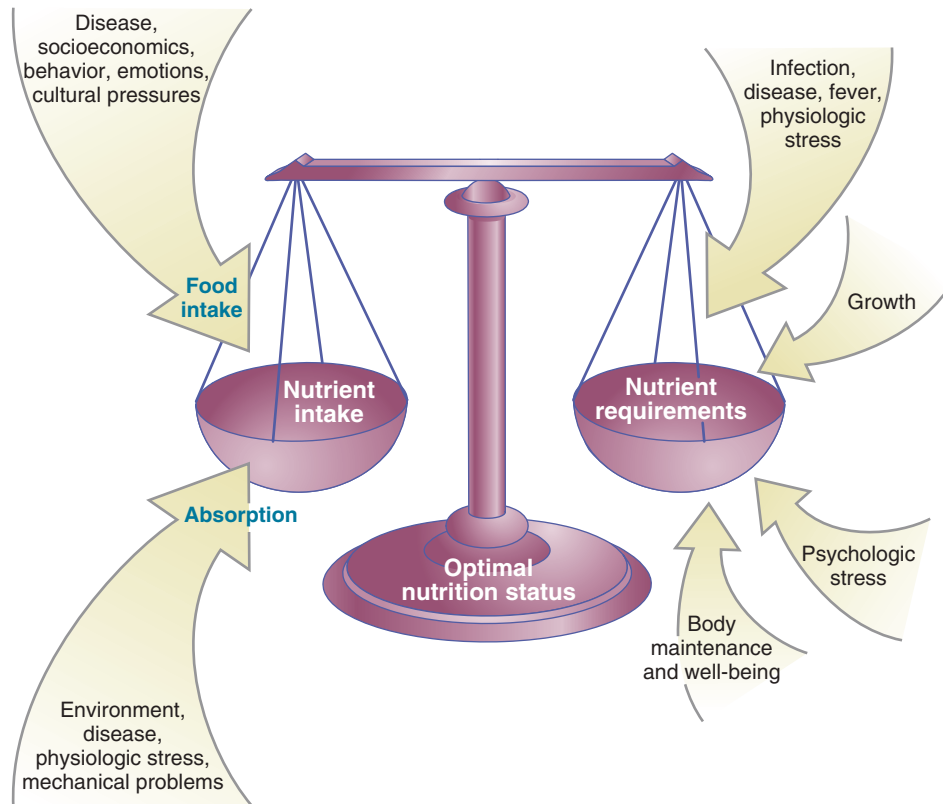 Disease,
socioeconomics,
behavior, emotions,
cultural pressures
Infection,
disease, fever,
physiologic
stress
Food
intake
Growth
Nutrient
intake
Nutrient
requirements
Absorption
Psychologic
stress
Optimal
nutrition status
Body
maintenance
and well-being
Environment,
disease,
physiologic stress,
mechanical problems